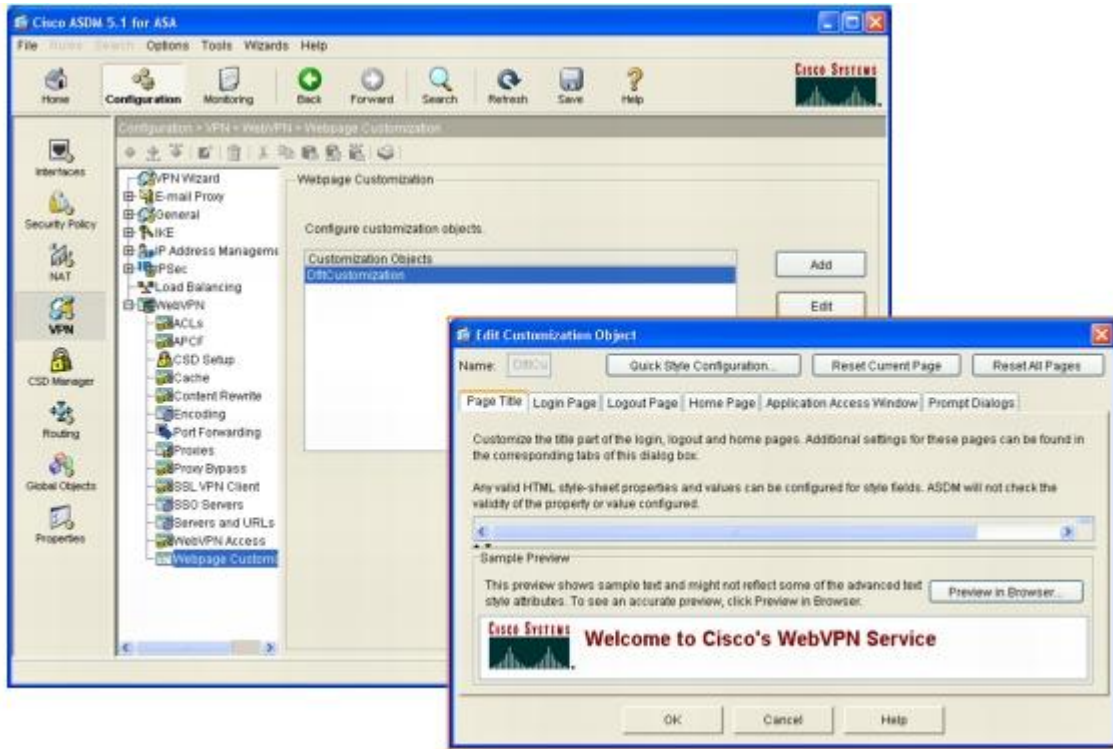 Cisco ASDM 5.1 for ASA
File Rules Search Options Tools Wizards Help
Home Configuration Monitoring Back Forward Search Refresh Save Help
CISCO SYSTEMS
Configuration > VPN > WebVPN > Webpage Customization
Interfaces
Security Policy
NAT
VPN
CSD Manager
Routing
Global Objects
Properties
VPN Wizard
E-mail Proxy
General
IKE
IP Address Manageme
IPSec
Load Balancing
WebVPN
ACLs
APCF
CSD Setup
Cache
Content Rewrite
Encoding
Port Forwarding
Proxies
Proxy Bypass
SSL VPN Client
SSO Servers
Servers and URLs
WebVPN Access
Webpage Customi
Webpage Customization
Configure customization objects
Customization Objects
DfltCustomization
Add
Edit
Edit Customization Object
Name: DfltCu Quick Style Configuration... Reset Current Page Reset All Pages
Page Title Login Page Logout Page Home Page Application Access Window Prompt Dialogs
Customize the title part of the login, logout and home pages. Additional settings for these pages can be found in
the corresponding tabs of this dialog box.
Any valid HTML style-sheet properties and values can be configured for style fields. ASDM will not check the
validity of the property or value configured.
Sample Preview
This preview shows sample text and might not reflect some of the advanced text
style attributes. To see an accurate preview, click Preview in Browser.
Preview in Browser...
CISCO SYSTEMS
Welcome to Cisco's WebVPN Service
OK Cancel Help